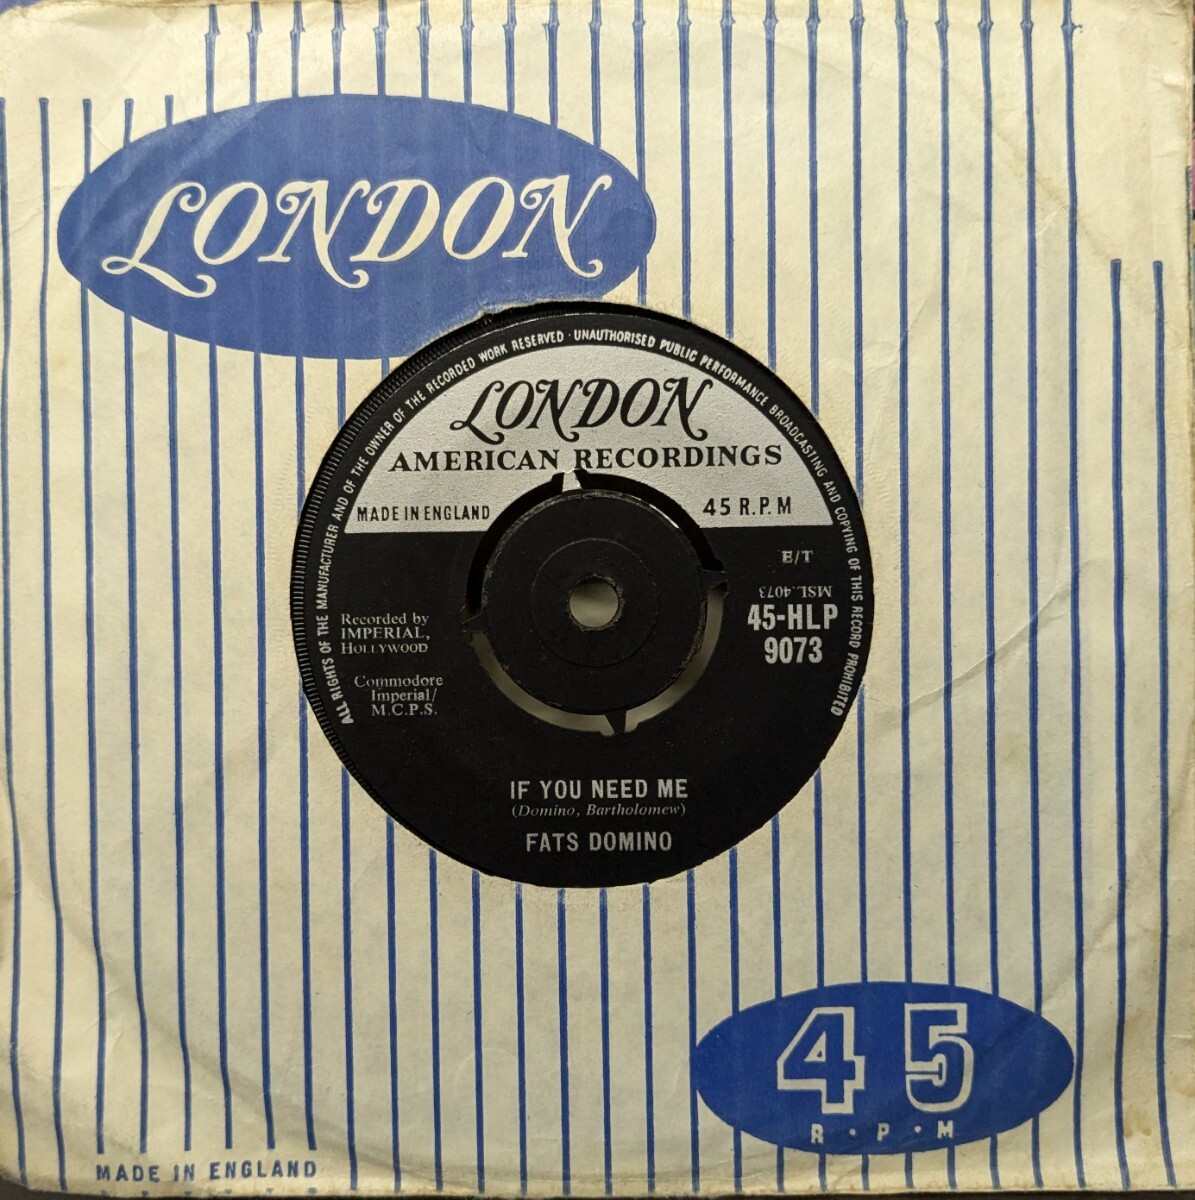 LONDON
ALL RIGHTS OF THE MANUFACTURER AND OF THE OWNER OF THE RECORDED WORK RESERVED · UNAUTHORISED PUBLIC PERFORMANCE BROADCASTING AND COPYING OF THIS RECORD PROHIBITED
LONDON
AMERICAN RECORDINGS
MADE IN ENGLAND
45 R.P.M
E/T
MSL.4073
45-HLP
9073
Recorded by
IMPERIAL,
HOLLYWOOD
Commodore
Imperial/
M.C.P.S.
IF YOU NEED ME
(Domino, Bartholomew)
FATS DOMINO
45
R·P·M
MADE IN ENGLAND